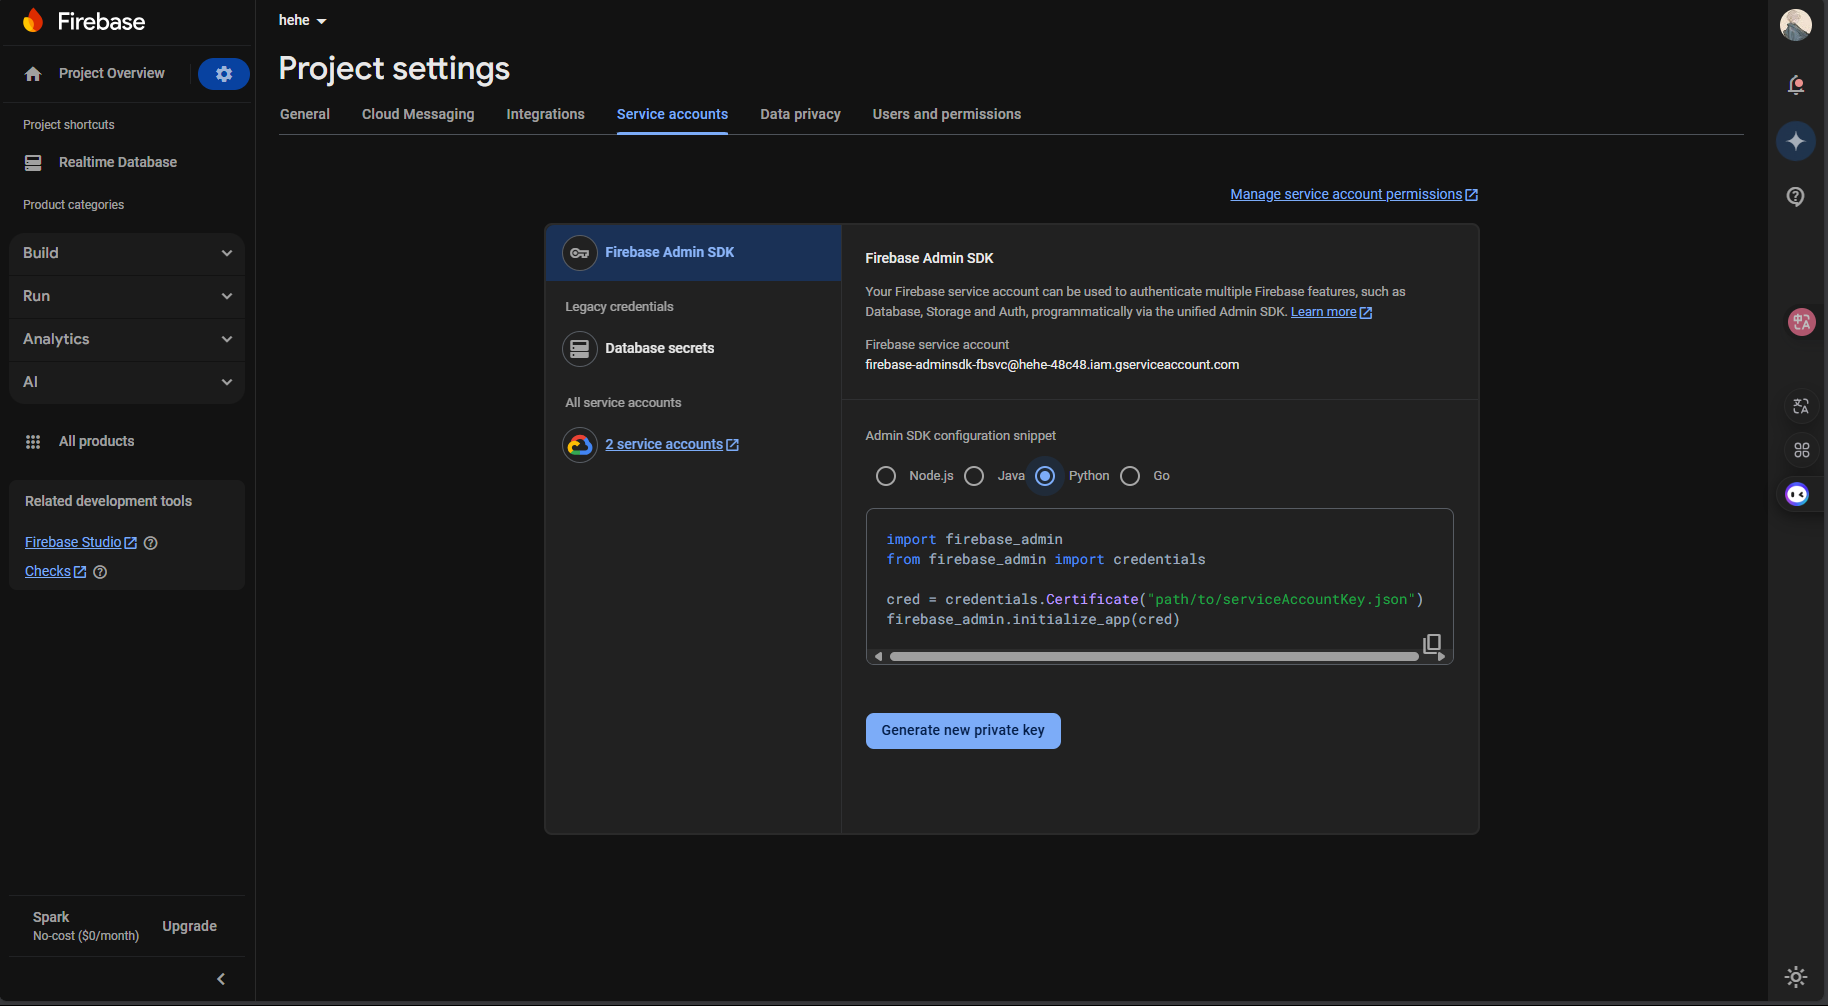 Firebase
hehe
Project Overview
Project settings
General
Cloud Messaging
Integrations
Service accounts
Data privacy
Users and permissions
Project shortcuts
Realtime Database
Product categories
Build
Run
Analytics
AI
All products
Related development tools
Firebase Studio
Checks
Spark
No-cost ($0/month)
Upgrade
Manage service account permissions
Firebase Admin SDK
Legacy credentials
Database secrets
All service accounts
2 service accounts
Firebase Admin SDK
Your Firebase service account can be used to authenticate multiple Firebase features, such as
Database, Storage and Auth, programmatically via the unified Admin SDK. Learn more
Firebase service account
firebase-adminsdk-fbsvc@hehe-48c48.iam.gserviceaccount.com
Admin SDK configuration snippet
Node.js
Java
Python
Go
import firebase_admin
from firebase_admin import credentials
cred = credentials.Certificate("path/to/serviceAccountKey.json")
firebase_admin.initialize_app(cred)
Generate new private key